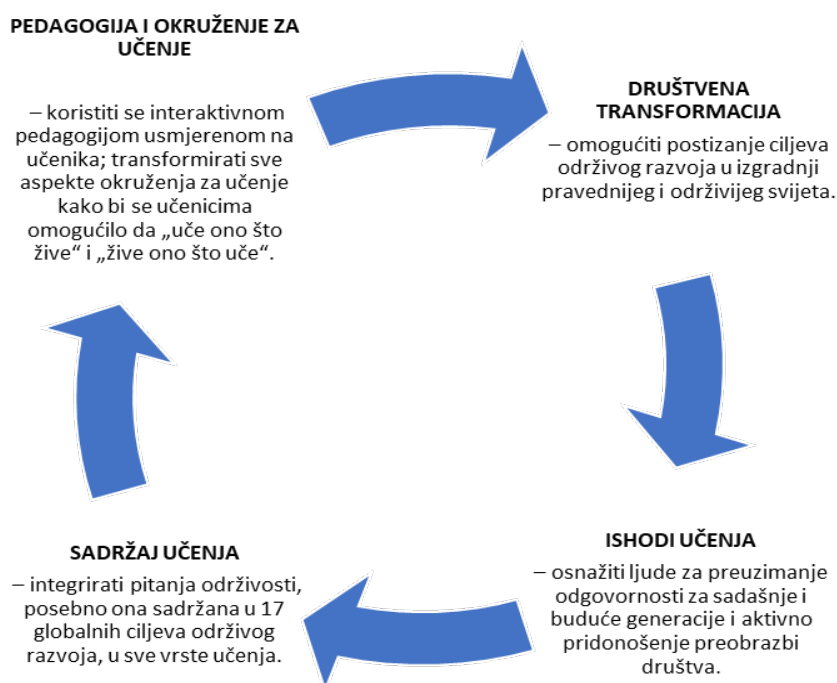 PEDAGOGIJA I OKRUŽENJE ZA
UČENJE
– koristiti se interaktivnom
pedagogijom usmjerenom na
učenika; transformirati sve
aspekte okruženja za učenje
kako bi se učenicima
omogućilo da „uče ono što
žive“ i „žive ono što uče“.
DRUŠTVENA
TRANSFORMACIJA
– omogućiti postizanje ciljeva
održivog razvoja u izgradnji
pravednijeg i održivijeg svijeta.
ISHODI UČENJA
– osnažiti ljude za preuzimanje
odgovornosti za sadašnje i
buduće generacije i aktivno
pridonošenje preobrazbi
društva.
SADRŽAJ UČENJA
– integrirati pitanja održivosti,
posebno ona sadržana u 17
globalnih ciljeva održivog
razvoja, u sve vrste učenja.